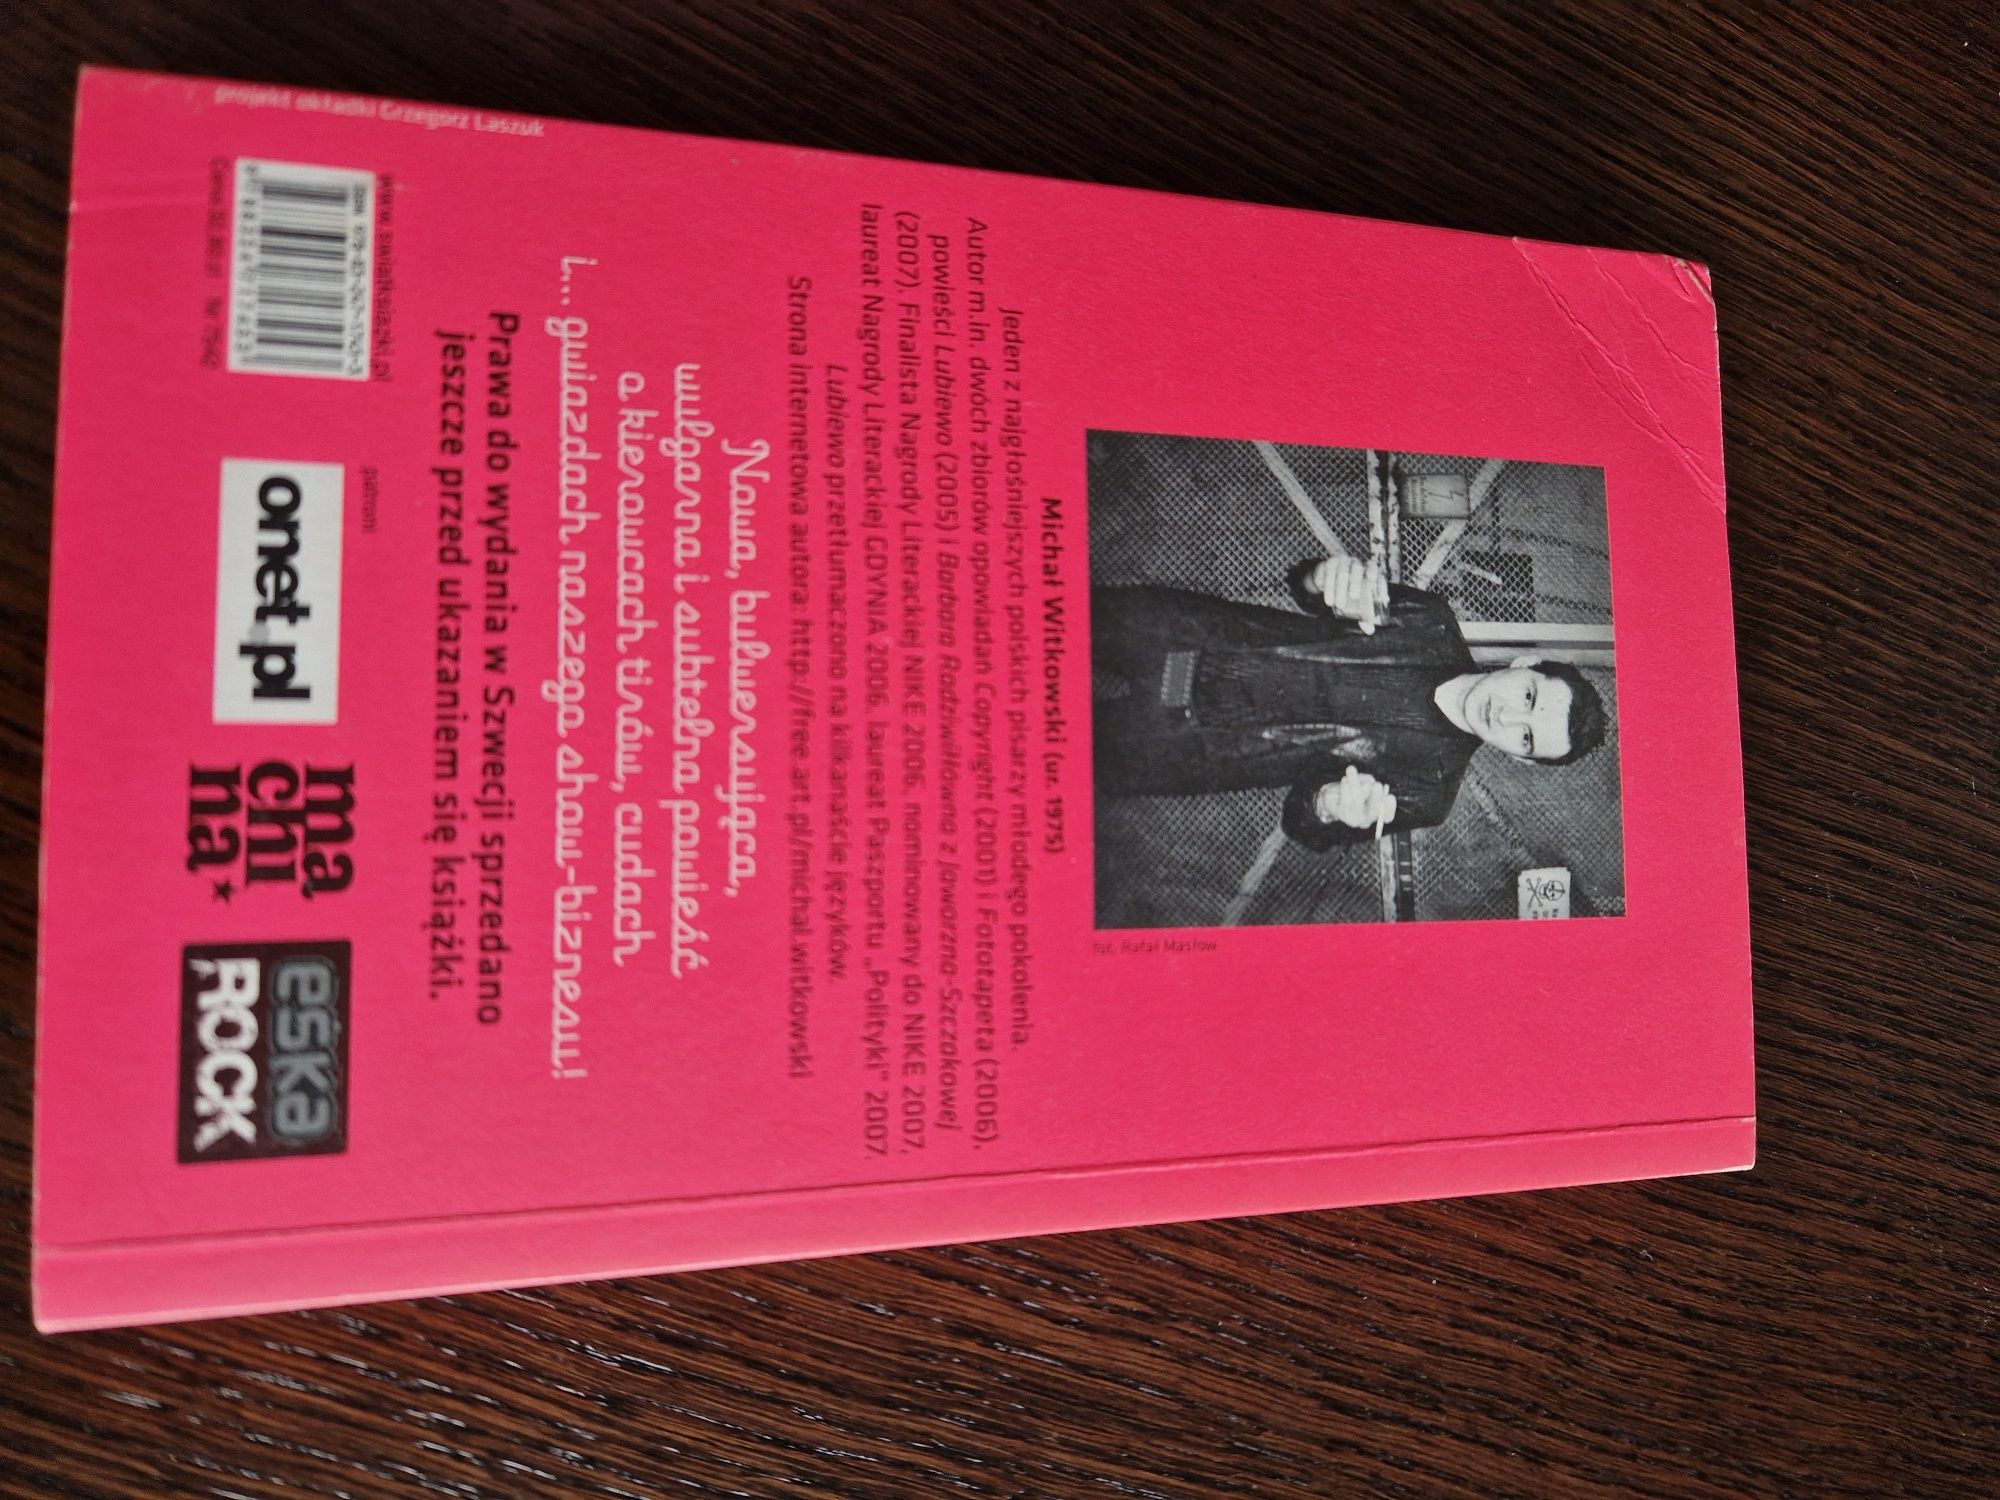 fot. Rafał Masłow
Michał Witkowski (ur. 1975)
Jeden z najgłośniejszych polskich pisarzy młodego pokolenia.
Autor m.in. dwóch zbiorów opowiadań Copyright (2001) i Fototapeta (2006),
powieści Lubiewo (2005) i Barbara Radziwiłłówna z Jaworzna-Szczakowej
(2007). Finalista Nagrody Literackiej NIKE 2006, nominowany do NIKE 2007,
laureat Nagrody Literackiej GDYNIA 2006, laureat Paszportu „Polityki” 2007.
Lubiewo przetłumaczono na kilkanaście języków.
Strona internetowa autora: http://free.art.pl/michal.witkowski
Nowa, bulwersująca,
wulgarna i subtelna powieść
a kierowcach tirów, cudach
i... gwiazdach naszego show-biznesu!
Prawa do wydania w Szwecji sprzedano
jeszcze przed ukazaniem się książki.
patroni
www.swiatksiazki.pl
onet.pl
ma
chi
na
eska
ROCK
projekt okładki Grzegorz Laszuk